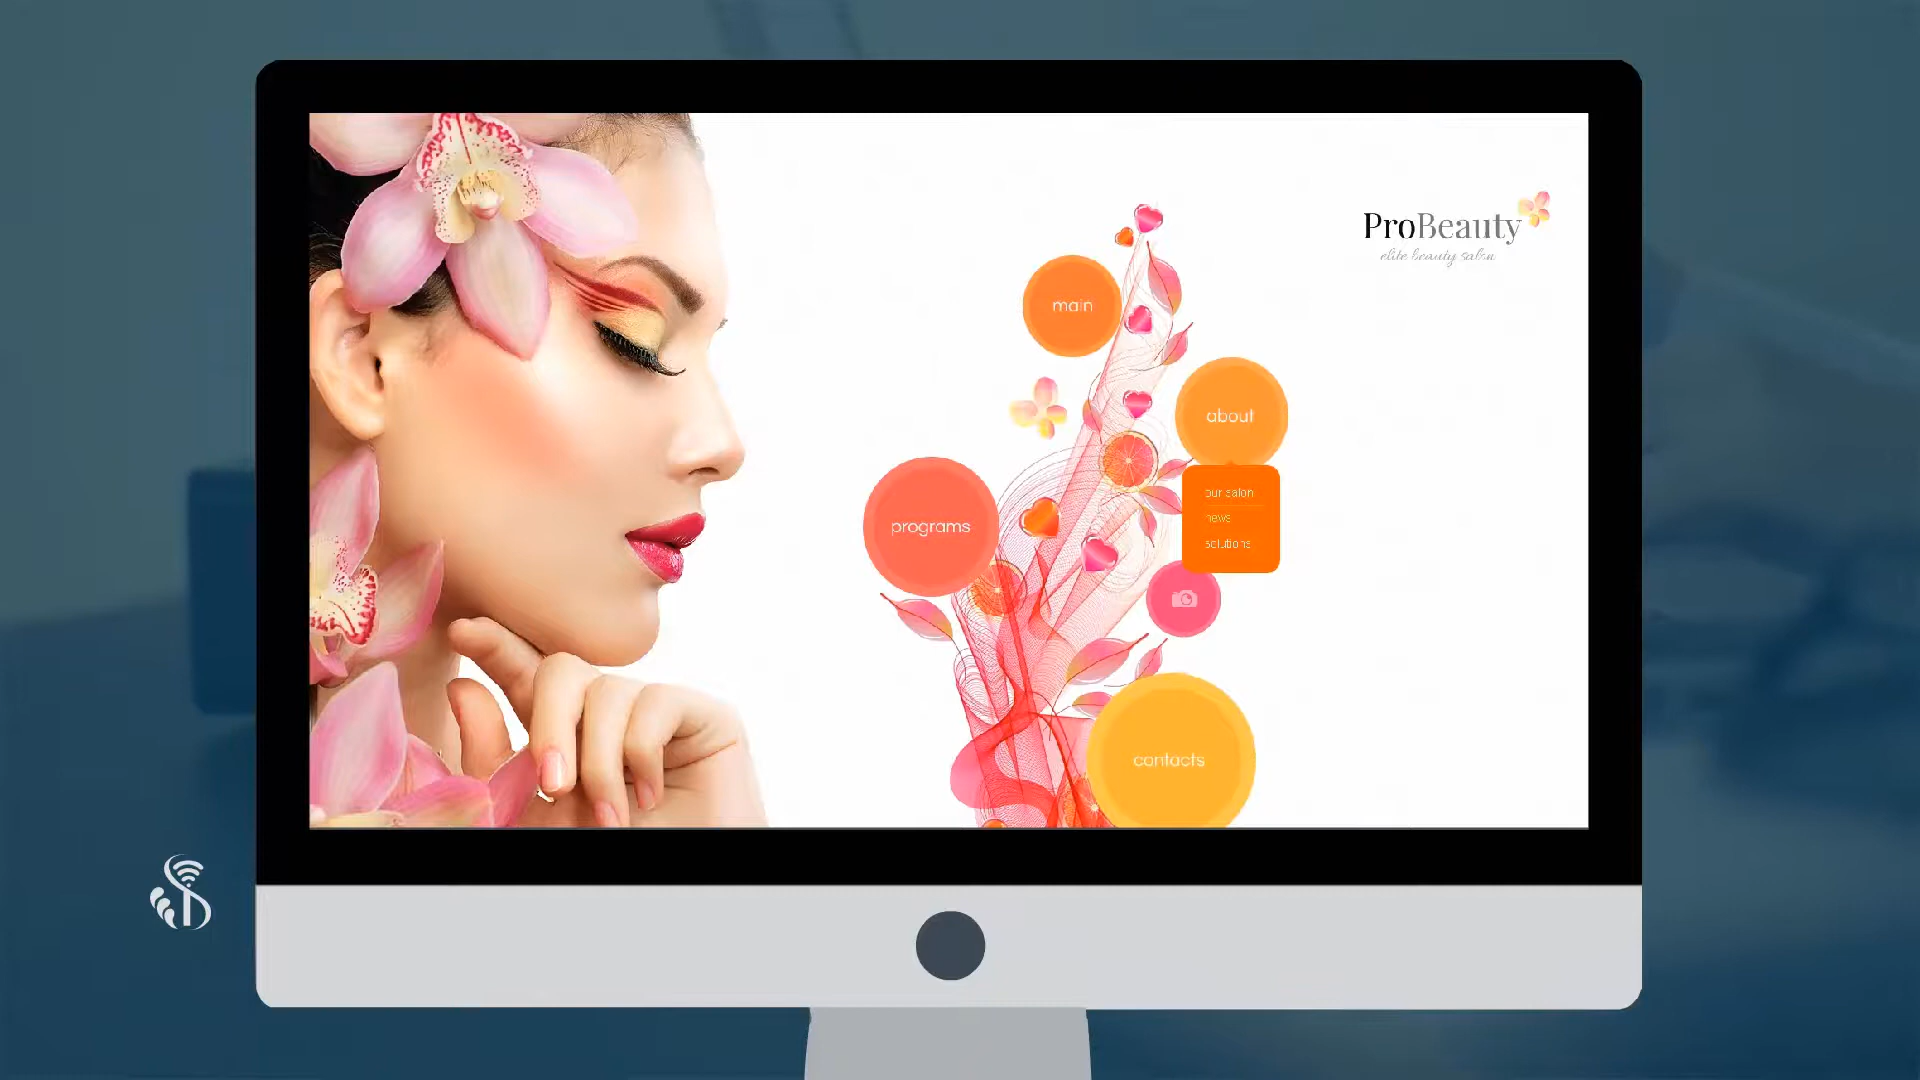 ProBeauty
elite beauty salon
main
about
our salon
news
solutions
programs
contacts